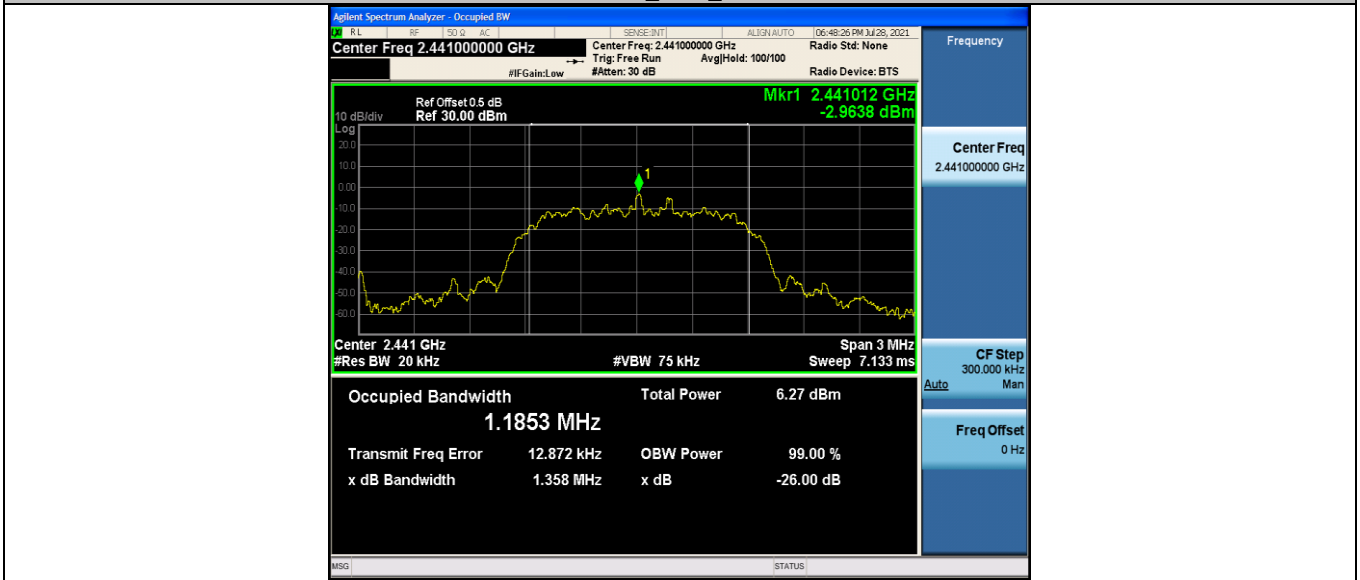 Agilent Spectrum Analyzer - Occupied BW
RL RF 50 Ω AC SENSE:INT ALIGN AUTO 06:48:26 PM Jul 28, 2021
Center Freq 2.441000000 GHz
Center Freq: 2.441000000 GHz
Radio Std: None
Trig: Free Run Avg|Hold: 100/100
#IFGain:Low
#Atten: 30 dB
Radio Device: BTS
Mkr1 2.441012 GHz
-2.9638 dBm
Ref Offset 0.5 dB
10 dB/div Ref 30.00 dBm
Log
20.0
10.0
0.00
-10.0
-20.0
-30.0
-40.0
-50.0
-60.0
1
Center 2.441 GHz
Span 3 MHz
#Res BW 20 kHz
#VBW 75 kHz
Sweep 7.133 ms
Occupied Bandwidth
1.1853 MHz
Total Power 6.27 dBm
Transmit Freq Error 12.872 kHz
OBW Power 99.00 %
x dB Bandwidth 1.358 MHz
x dB -26.00 dB
MSG
STATUS
Frequency
Center Freq
2.441000000 GHz
CF Step
300.000 kHz
Auto Man
Freq Offset
0 Hz